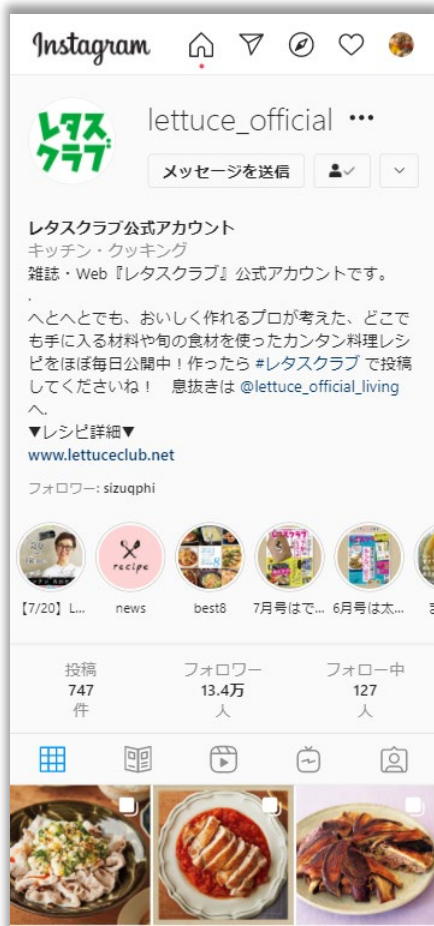 Instagram
レタス
クラブ
lettuce_official •••
メッセージを送信
レタスクラブ公式アカウント
キッチン・クッキング
雑誌・Web『レタスクラブ』公式アカウントです。
.
へとへとでも、おいしく作れるプロが考えた、どこで
も手に入る材料や旬の食材を使ったカンタン料理レシ
ピをほぼ毎日公開中！作ったら #レタスクラブ で投稿
してくださいね！　息抜きは @lettuce_official_living
へ.
▼レシピ詳細▼
www.lettuceclub.net
フォロワー: sizuqphi
recipe
【7/20】L... news best8 7月号はで... 6月号は太...
投稿 フォロワー フォロー中
747 13.4万 127
件 人 人